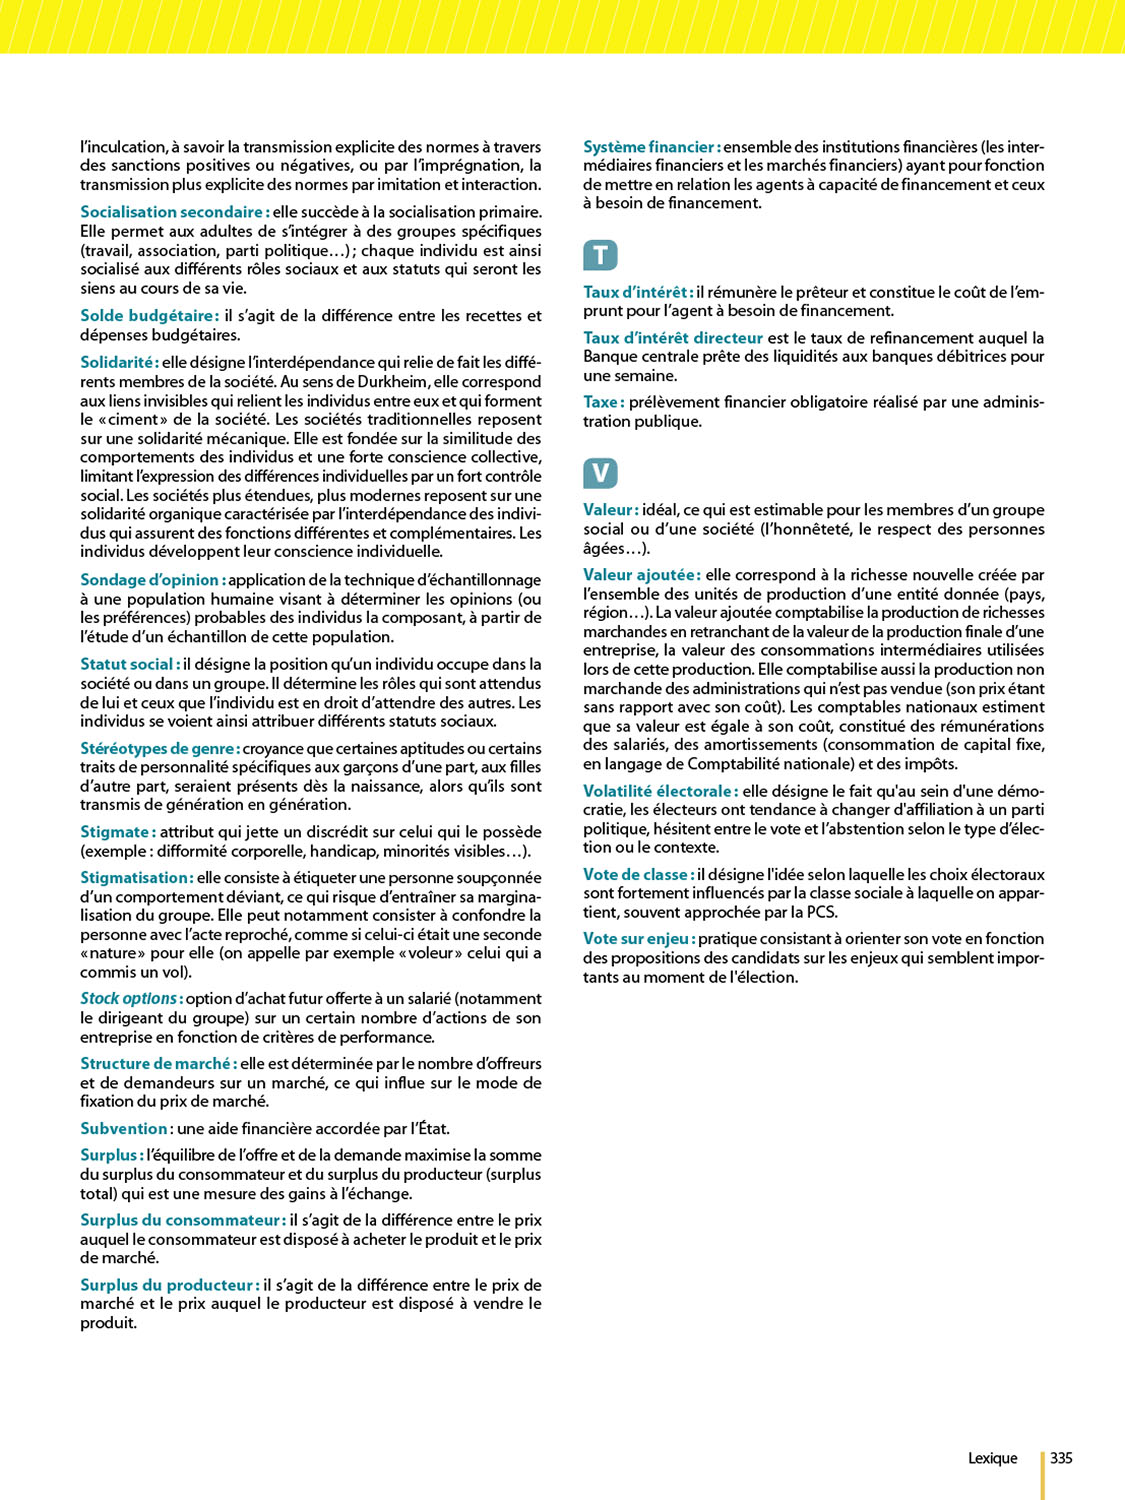 l’inculcation, à savoir la transmission explicite des normes à travers
des sanctions positives ou négatives, ou par l’imprégnation, la
transmission plus explicite des normes par imitation et interaction.
Socialisation secondaire : elle succède à la socialisation primaire.
Elle permet aux adultes de s’intégrer à des groupes spécifiques
(travail, association, parti politique…) ; chaque individu est ainsi
socialisé aux différents rôles sociaux et aux statuts qui seront les
siens au cours de sa vie.
Solde budgétaire : il s’agit de la différence entre les recettes et
dépenses budgétaires.
Solidarité : elle désigne l’interdépendance qui relie de fait les diffé-
rents membres de la société. Au sens de Durkheim, elle correspond
aux liens invisibles qui relient les individus entre eux et qui forment
le « ciment » de la société. Les sociétés traditionnelles reposent
sur une solidarité mécanique. Elle est fondée sur la similitude des
comportements des individus et une forte conscience collective,
limitant l’expression des différences individuelles par un fort contrôle
social. Les sociétés plus étendues, plus modernes reposent sur une
solidarité organique caractérisée par l’interdépendance des indivi-
dus qui assurent des fonctions différentes et complémentaires. Les
individus développent leur conscience individuelle.
Sondage d’opinion : application de la technique d’échantillonnage
à une population humaine visant à déterminer les opinions (ou
les préférences) probables des individus la composant, à partir de
l’étude d’un échantillon de cette population.
Statut social : il désigne la position qu’un individu occupe dans la
société ou dans un groupe. Il détermine les rôles qui sont attendus
de lui et ceux que l’individu est en droit d’attendre des autres. Les
individus se voient ainsi attribuer différents statuts sociaux.
Stéréotypes de genre : croyance que certaines aptitudes ou certains
traits de personnalité spécifiques aux garçons d’une part, aux filles
d’autre part, seraient présents dès la naissance, alors qu’ils sont
transmis de génération en génération.
Stigmate : attribut qui jette un discrédit sur celui qui le possède
(exemple : difformité corporelle, handicap, minorités visibles…).
Stigmatisation : elle consiste à étiqueter une personne soupçonnée
d’un comportement déviant, ce qui risque d’entraîner sa margina-
lisation du groupe. Elle peut notamment consister à confondre la
personne avec l’acte reproché, comme si celui-ci était une seconde
« nature » pour elle (on appelle par exemple « voleur » celui qui a
commis un vol).
Stock options : option d’achat futur offerte à un salarié (notamment
le dirigeant du groupe) sur un certain nombre d’actions de son
entreprise en fonction de critères de performance.
Structure de marché : elle est déterminée par le nombre d’offreurs
et de demandeurs sur un marché, ce qui influe sur le mode de
fixation du prix de marché.
Subvention : une aide financière accordée par l’État.
Surplus : l’équilibre de l’offre et de la demande maximise la somme
du surplus du consommateur et du surplus du producteur (surplus
total) qui est une mesure des gains à l’échange.
Surplus du consommateur : il s’agit de la différence entre le prix
auquel le consommateur est disposé à acheter le produit et le prix
de marché.
Surplus du producteur : il s’agit de la différence entre le prix de
marché et le prix auquel le producteur est disposé à vendre le
produit.
Système financier : ensemble des institutions financières (les inter-
médiaires financiers et les marchés financiers) ayant pour fonction
de mettre en relation les agents à capacité de financement et ceux
à besoin de financement.
T
Taux d’intérêt : il rémunère le prêteur et constitue le coût de l’em-
prunt pour l’agent à besoin de financement.
Taux d’intérêt directeur est le taux de refinancement auquel la
Banque centrale prête des liquidités aux banques débitrices pour
une semaine.
Taxe : prélèvement financier obligatoire réalisé par une adminis-
tration publique.
V
Valeur : idéal, ce qui est estimable pour les membres d’un groupe
social ou d’une société (l’honnêteté, le respect des personnes
âgées…).
Valeur ajoutée : elle correspond à la richesse nouvelle créée par
l’ensemble des unités de production d’une entité donnée (pays,
région…). La valeur ajoutée comptabilise la production de richesses
marchandes en retranchant de la valeur de la production finale d’une
entreprise, la valeur des consommations intermédiaires utilisées
lors de cette production. Elle comptabilise aussi la production non
marchande des administrations qui n’est pas vendue (son prix étant
sans rapport avec son coût). Les comptables nationaux estiment
que sa valeur est égale à son coût, constitué des rémunérations
des salariés, des amortissements (consommation de capital fixe,
en langage de Comptabilité nationale) et des impôts.
Volatilité électorale : elle désigne le fait qu'au sein d'une démo-
cratie, les électeurs ont tendance à changer d'affiliation à un parti
politique, hésitent entre le vote et l’abstention selon le type d’élec-
tion ou le contexte.
Vote de classe : il désigne l'idée selon laquelle les choix électoraux
sont fortement influencés par la classe sociale à laquelle on appar-
tient, souvent approchée par la PCS.
Vote sur enjeu : pratique consistant à orienter son vote en fonction
des propositions des candidats sur les enjeux qui semblent impor-
tants au moment de l'élection.
Lexique 335